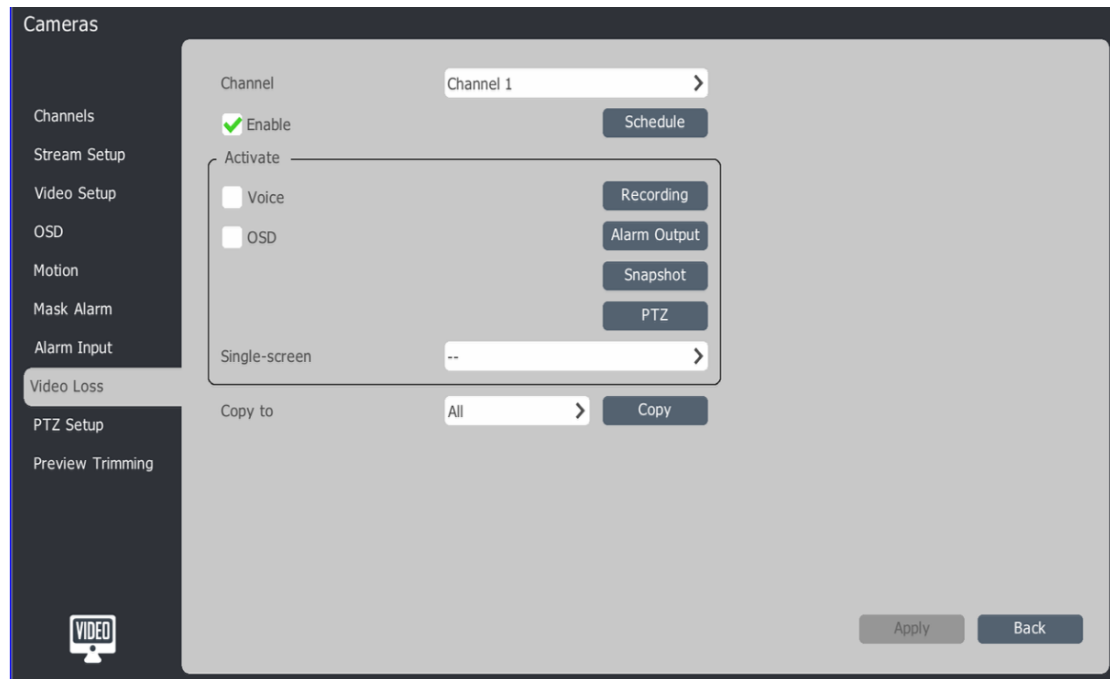 Cameras
Channels
Stream Setup
Video Setup
OSD
Motion
Mask Alarm
Alarm Input
Video Loss
PTZ Setup
Preview Trimming
VIDEO
Channel Channel 1
Enable Schedule
Activate
Voice Recording
OSD Alarm Output
Snapshot
PTZ
Single-screen --
Copy to All Copy
Apply Back